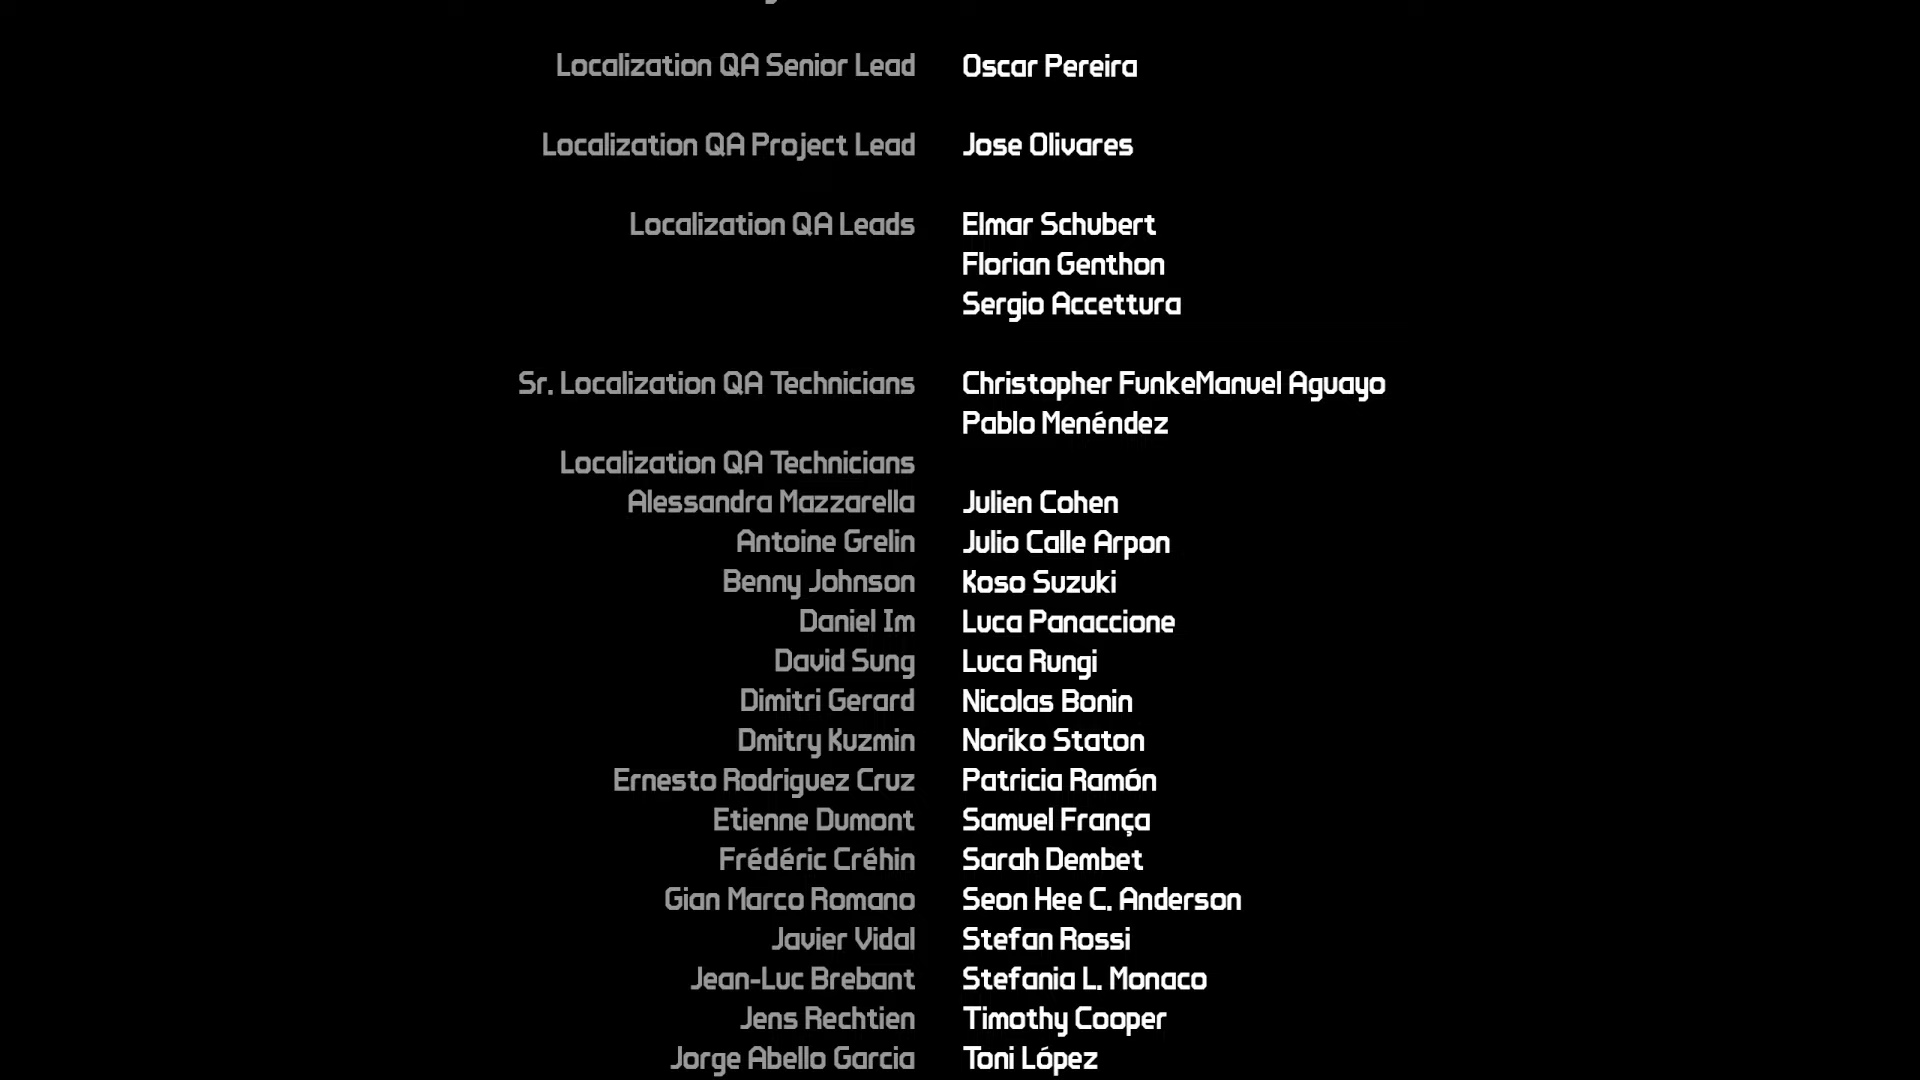 Localization QA Senior Lead Oscar Pereira
Localization QA Project Lead Jose Olivares
Localization QA Leads Elmar Schubert
Florian Genthon
Sergio Accettura
Sr. Localization QA Technicians Christopher FunkeManuel Aguayo
Pablo Menéndez
Localization QA Technicians
Alessandra Mazzarella Julien Cohen
Antoine Grelin Julio Calle Arpon
Benny Johnson Koso Suzuki
Daniel Im Luca Panaccione
David Sung Luca Rungi
Dimitri Gerard Nicolas Bonin
Dmitry Kuzmin Noriko Staton
Ernesto Rodriguez Cruz Patricia Ramón
Etienne Dumont Samuel França
Frédéric Créhin Sarah Dembet
Gian Marco Romano Seon Hee C. Anderson
Javier Vidal Stefan Rossi
Jean-Luc Brebant Stefania L. Monaco
Jens Rechtien Timothy Cooper
Jorge Abello Garcia Toni López